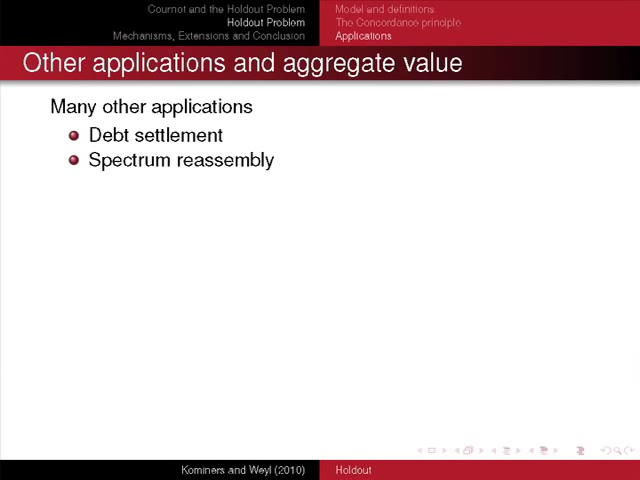 Cournot and the Holdout Problem
Holdout Problem
Mechanisms, Extensions and Conclusion
Model and definitions
The Concordance principle
Applications
Other applications and aggregate value
Many other applications
Debt settlement
Spectrum reassembly
Kominers and Weyl (2010)
Holdout